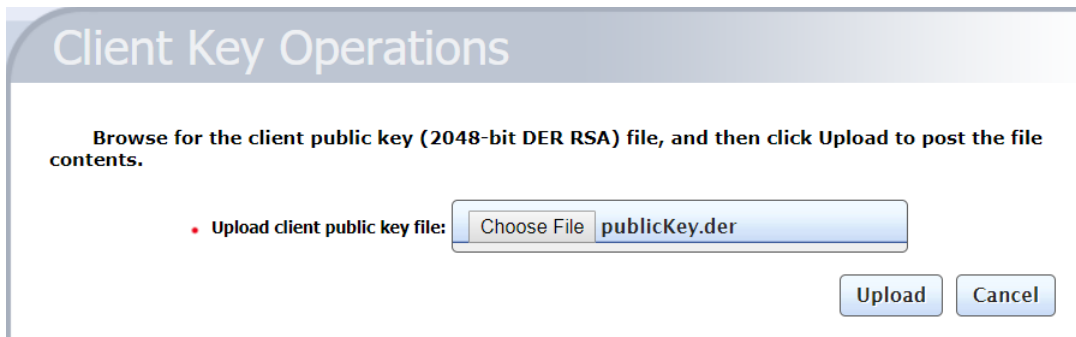 Client Key Operations
Browse for the client public key (2048-bit DER RSA) file, and then click Upload to post the file
contents.
• Upload client public key file: Choose File publicKey.der
Upload Cancel